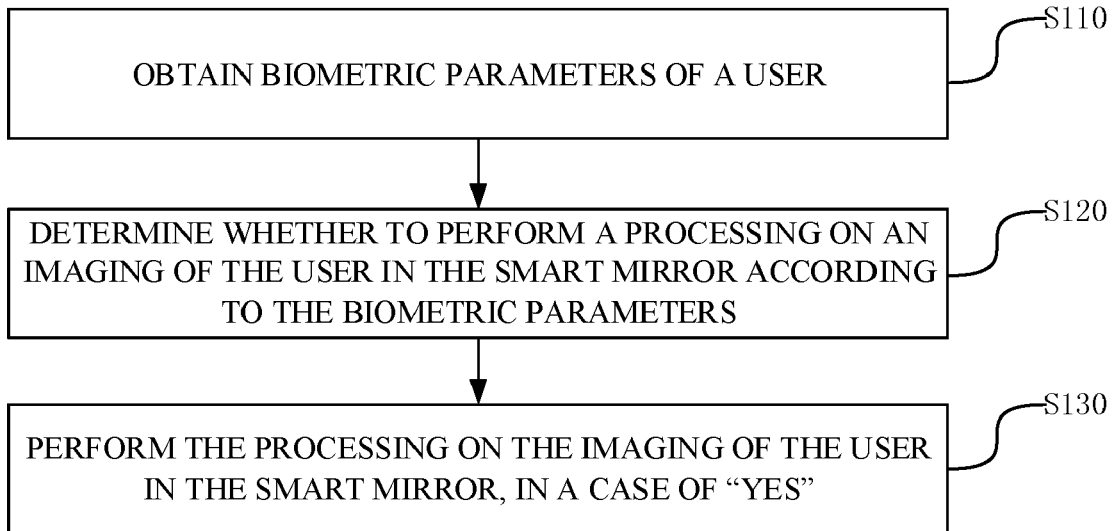 S110
OBTAIN BIOMETRIC PARAMETERS OF A USER
S120
DETERMINE WHETHER TO PERFORM A PROCESSING ON AN
IMAGING OF THE USER IN THE SMART MIRROR ACCORDING
TO THE BIOMETRIC PARAMETERS
S130
PERFORM THE PROCESSING ON THE IMAGING OF THE USER
IN THE SMART MIRROR, IN A CASE OF “YES”